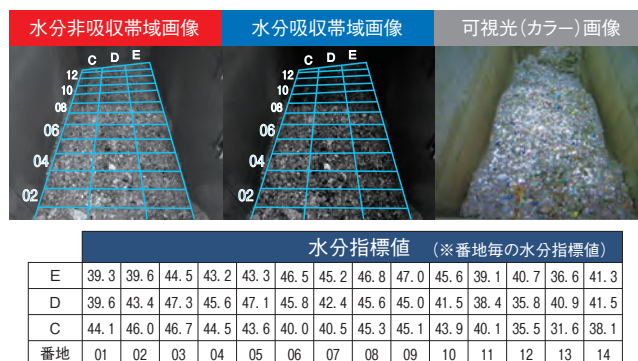 水分非吸収帯域画像
水分吸収帯域画像
可視光（カラー）画像
C D E
12
10
08
06
04
02
C D E
12
10
08
06
04
02
水分指標値 （※番地毎の水分指標値）
E 39.3 39.6 44.5 43.2 43.3 46.5 45.2 46.8 47.0 45.6 39.1 40.7 36.6 41.3
D 39.6 43.4 47.3 45.6 47.1 45.8 42.4 45.6 45.0 41.5 38.4 35.8 40.9 41.5
C 44.1 46.0 46.7 44.5 43.6 40.0 40.5 45.3 45.1 43.9 40.1 35.5 31.6 38.1
番地 01 02 03 04 05 06 07 08 09 10 11 12 13 14